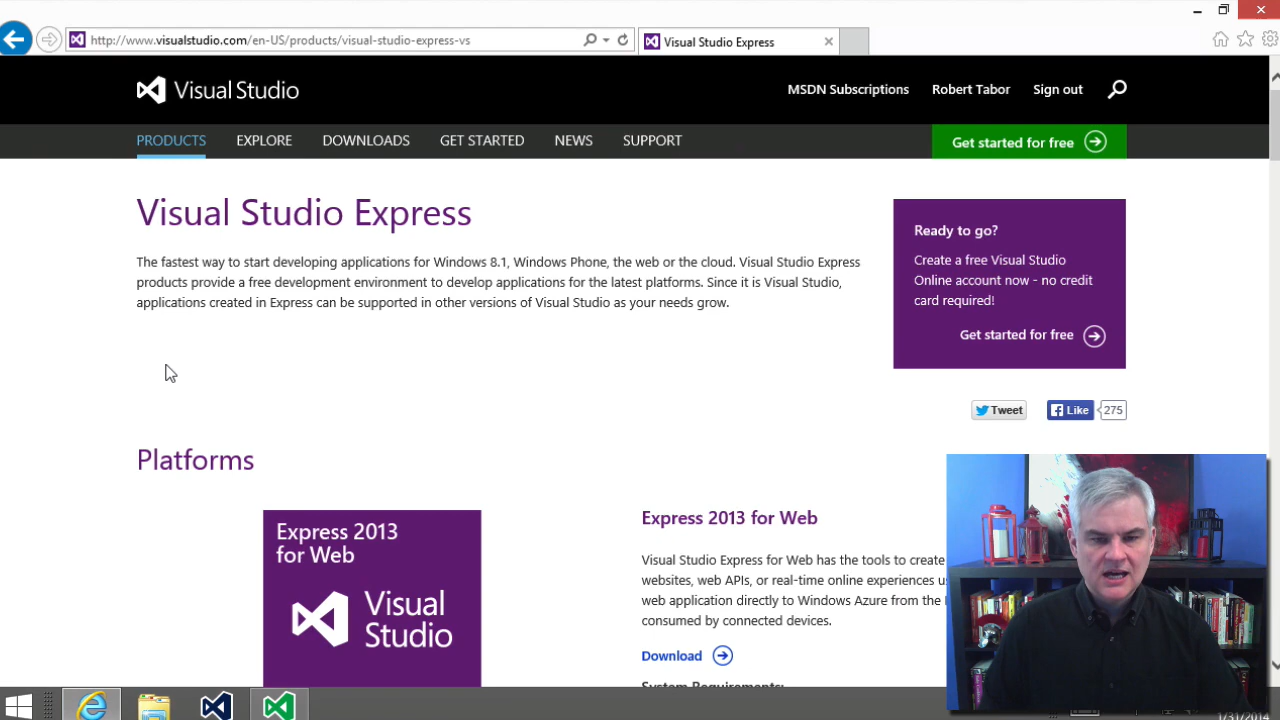 http://www.visualstudio.com/en-US/products/visual-studio-express-vs
Visual Studio Express
Visual Studio
MSDN Subscriptions
Robert Tabor
Sign out
PRODUCTS
EXPLORE
DOWNLOADS
GET STARTED
NEWS
SUPPORT
Get started for free
Visual Studio Express
The fastest way to start developing applications for Windows 8.1, Windows Phone, the web or the cloud. Visual Studio Express
products provide a free development environment to develop applications for the latest platforms. Since it is Visual Studio,
applications created in Express can be supported in other versions of Visual Studio as your needs grow.
Ready to go?
Create a free Visual Studio
Online account now - no credit
card required!
Get started for free
Tweet
Like
275
Platforms
Express 2013
for Web
Visual
Studio
Express 2013 for Web
Visual Studio Express for Web has the tools to create
websites, web APIs, or real-time online experiences
web application directly to Windows Azure from the
consumed by connected devices.
Download
System Requirements:
1/31/2014